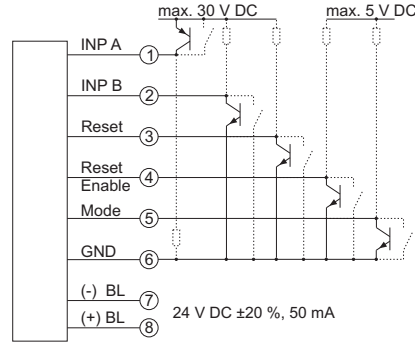 max. 30 V DC
max. 5 V DC
INP A
1
INP B
2
Reset
3
Reset
Enable
4
Mode
5
GND
6
(-) BL
7
(+) BL
8
24 V DC ±20 %, 50 mA